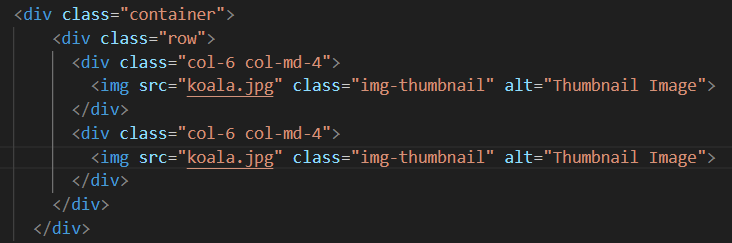 <div class="container">
<div class="row">
<div class="col-6 col-md-4">
<img src="koala.jpg" class="img-thumbnail" alt="Thumbnail Image">
</div>
<div class="col-6 col-md-4">
<img src="koala.jpg" class="img-thumbnail" alt="Thumbnail Image">
</div>
</div>
</div>